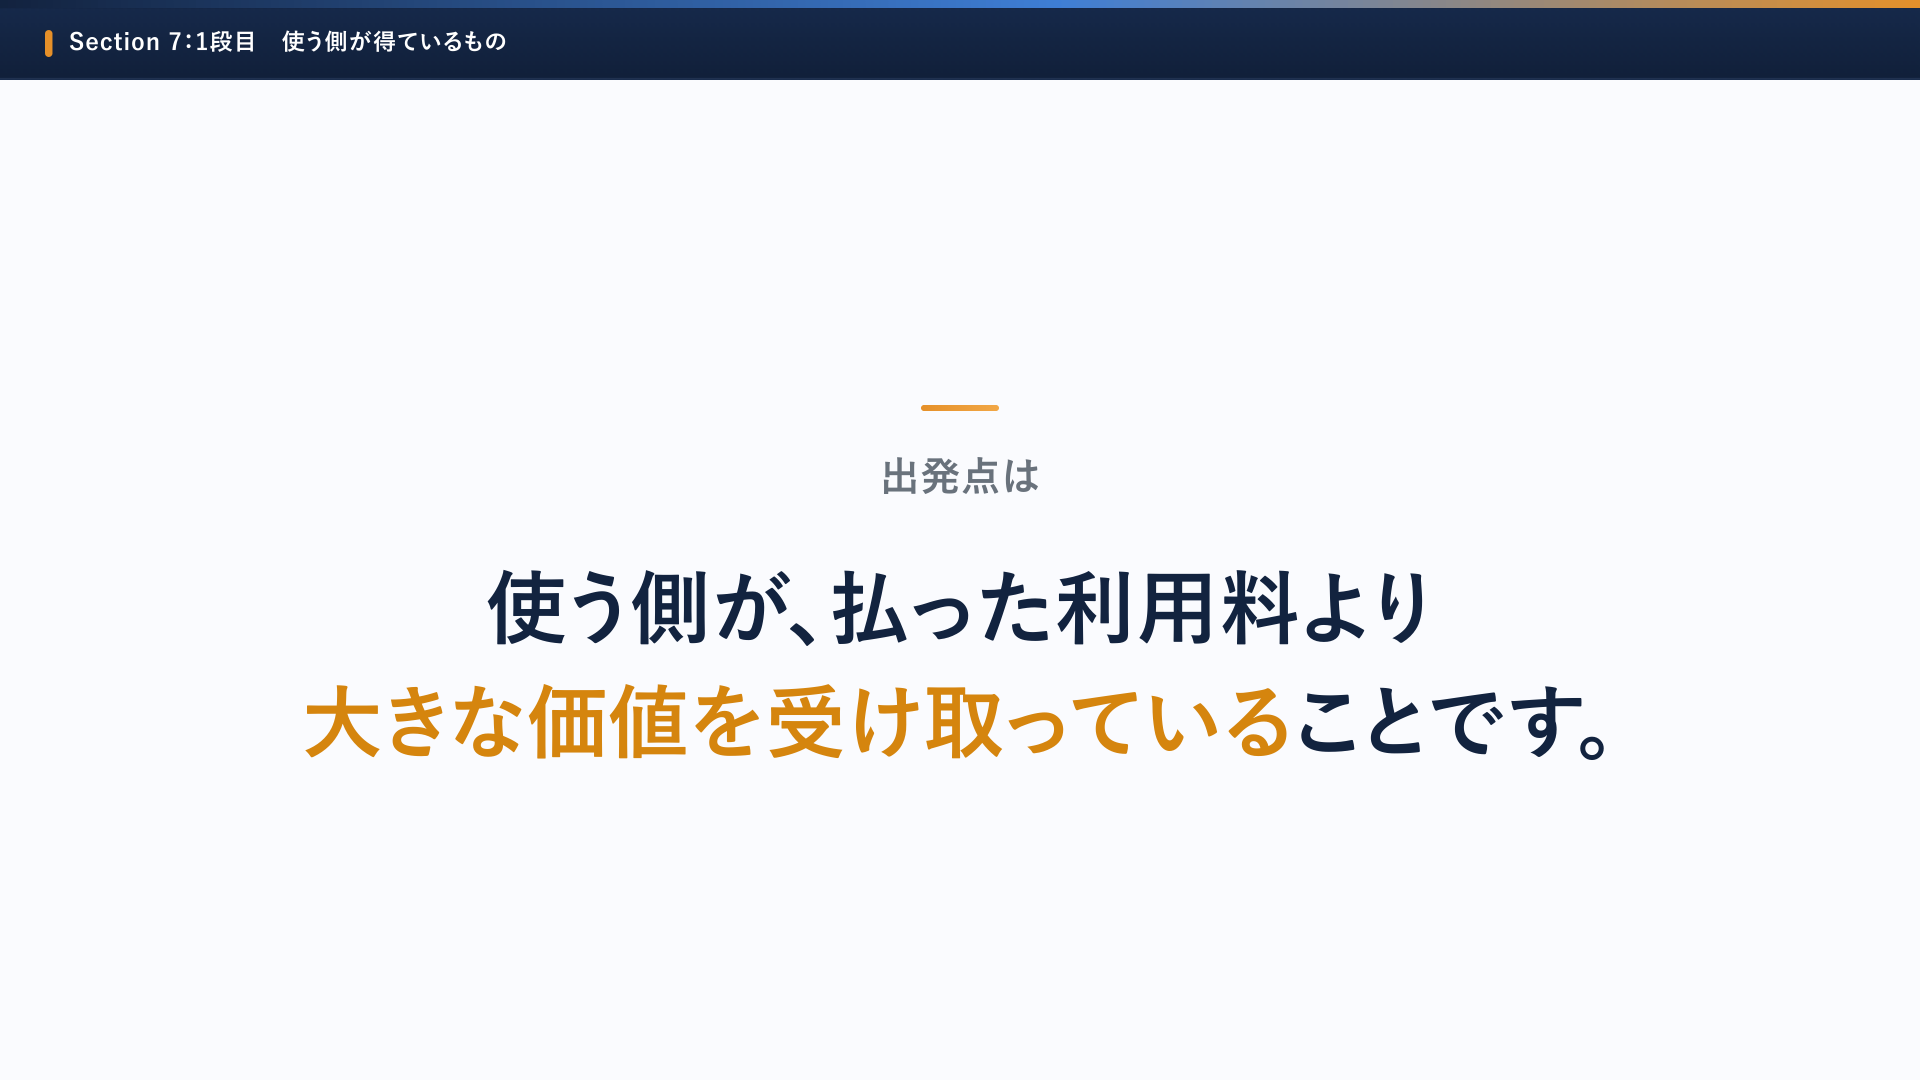 Section 7：1段目　使う側が得ているもの
出発点は
使う側が、払った利用料より
大きな価値を受け取っていることです。